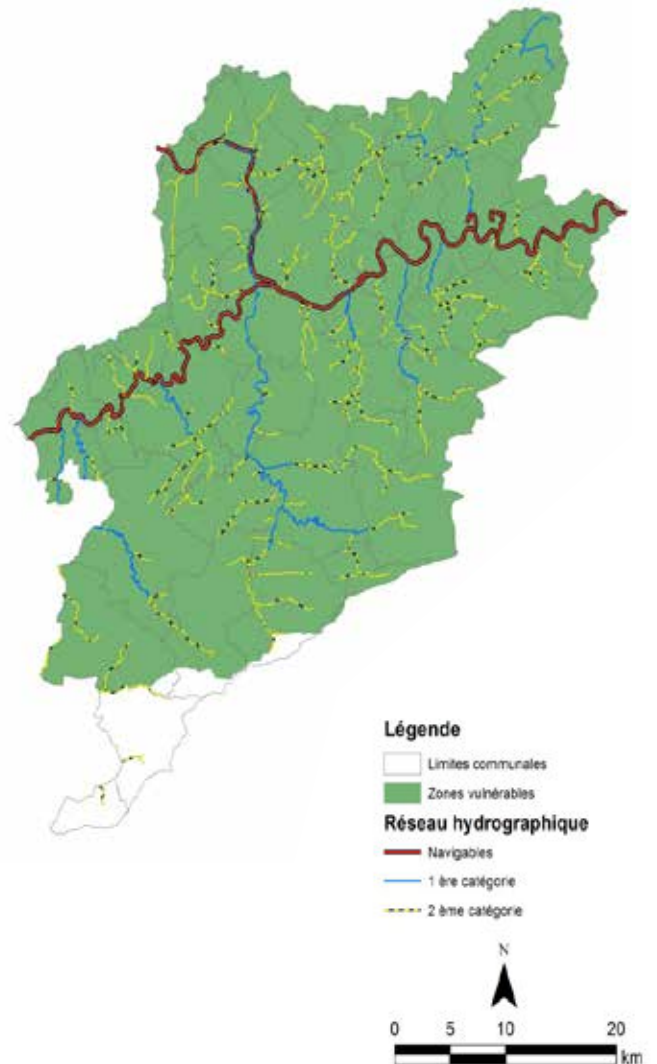 Légende
Limites communales
Zones vulnérables
Réseau hydrographique
Navigables
1 ère catégorie
2 ème catégorie
N
0 5 10 20
km